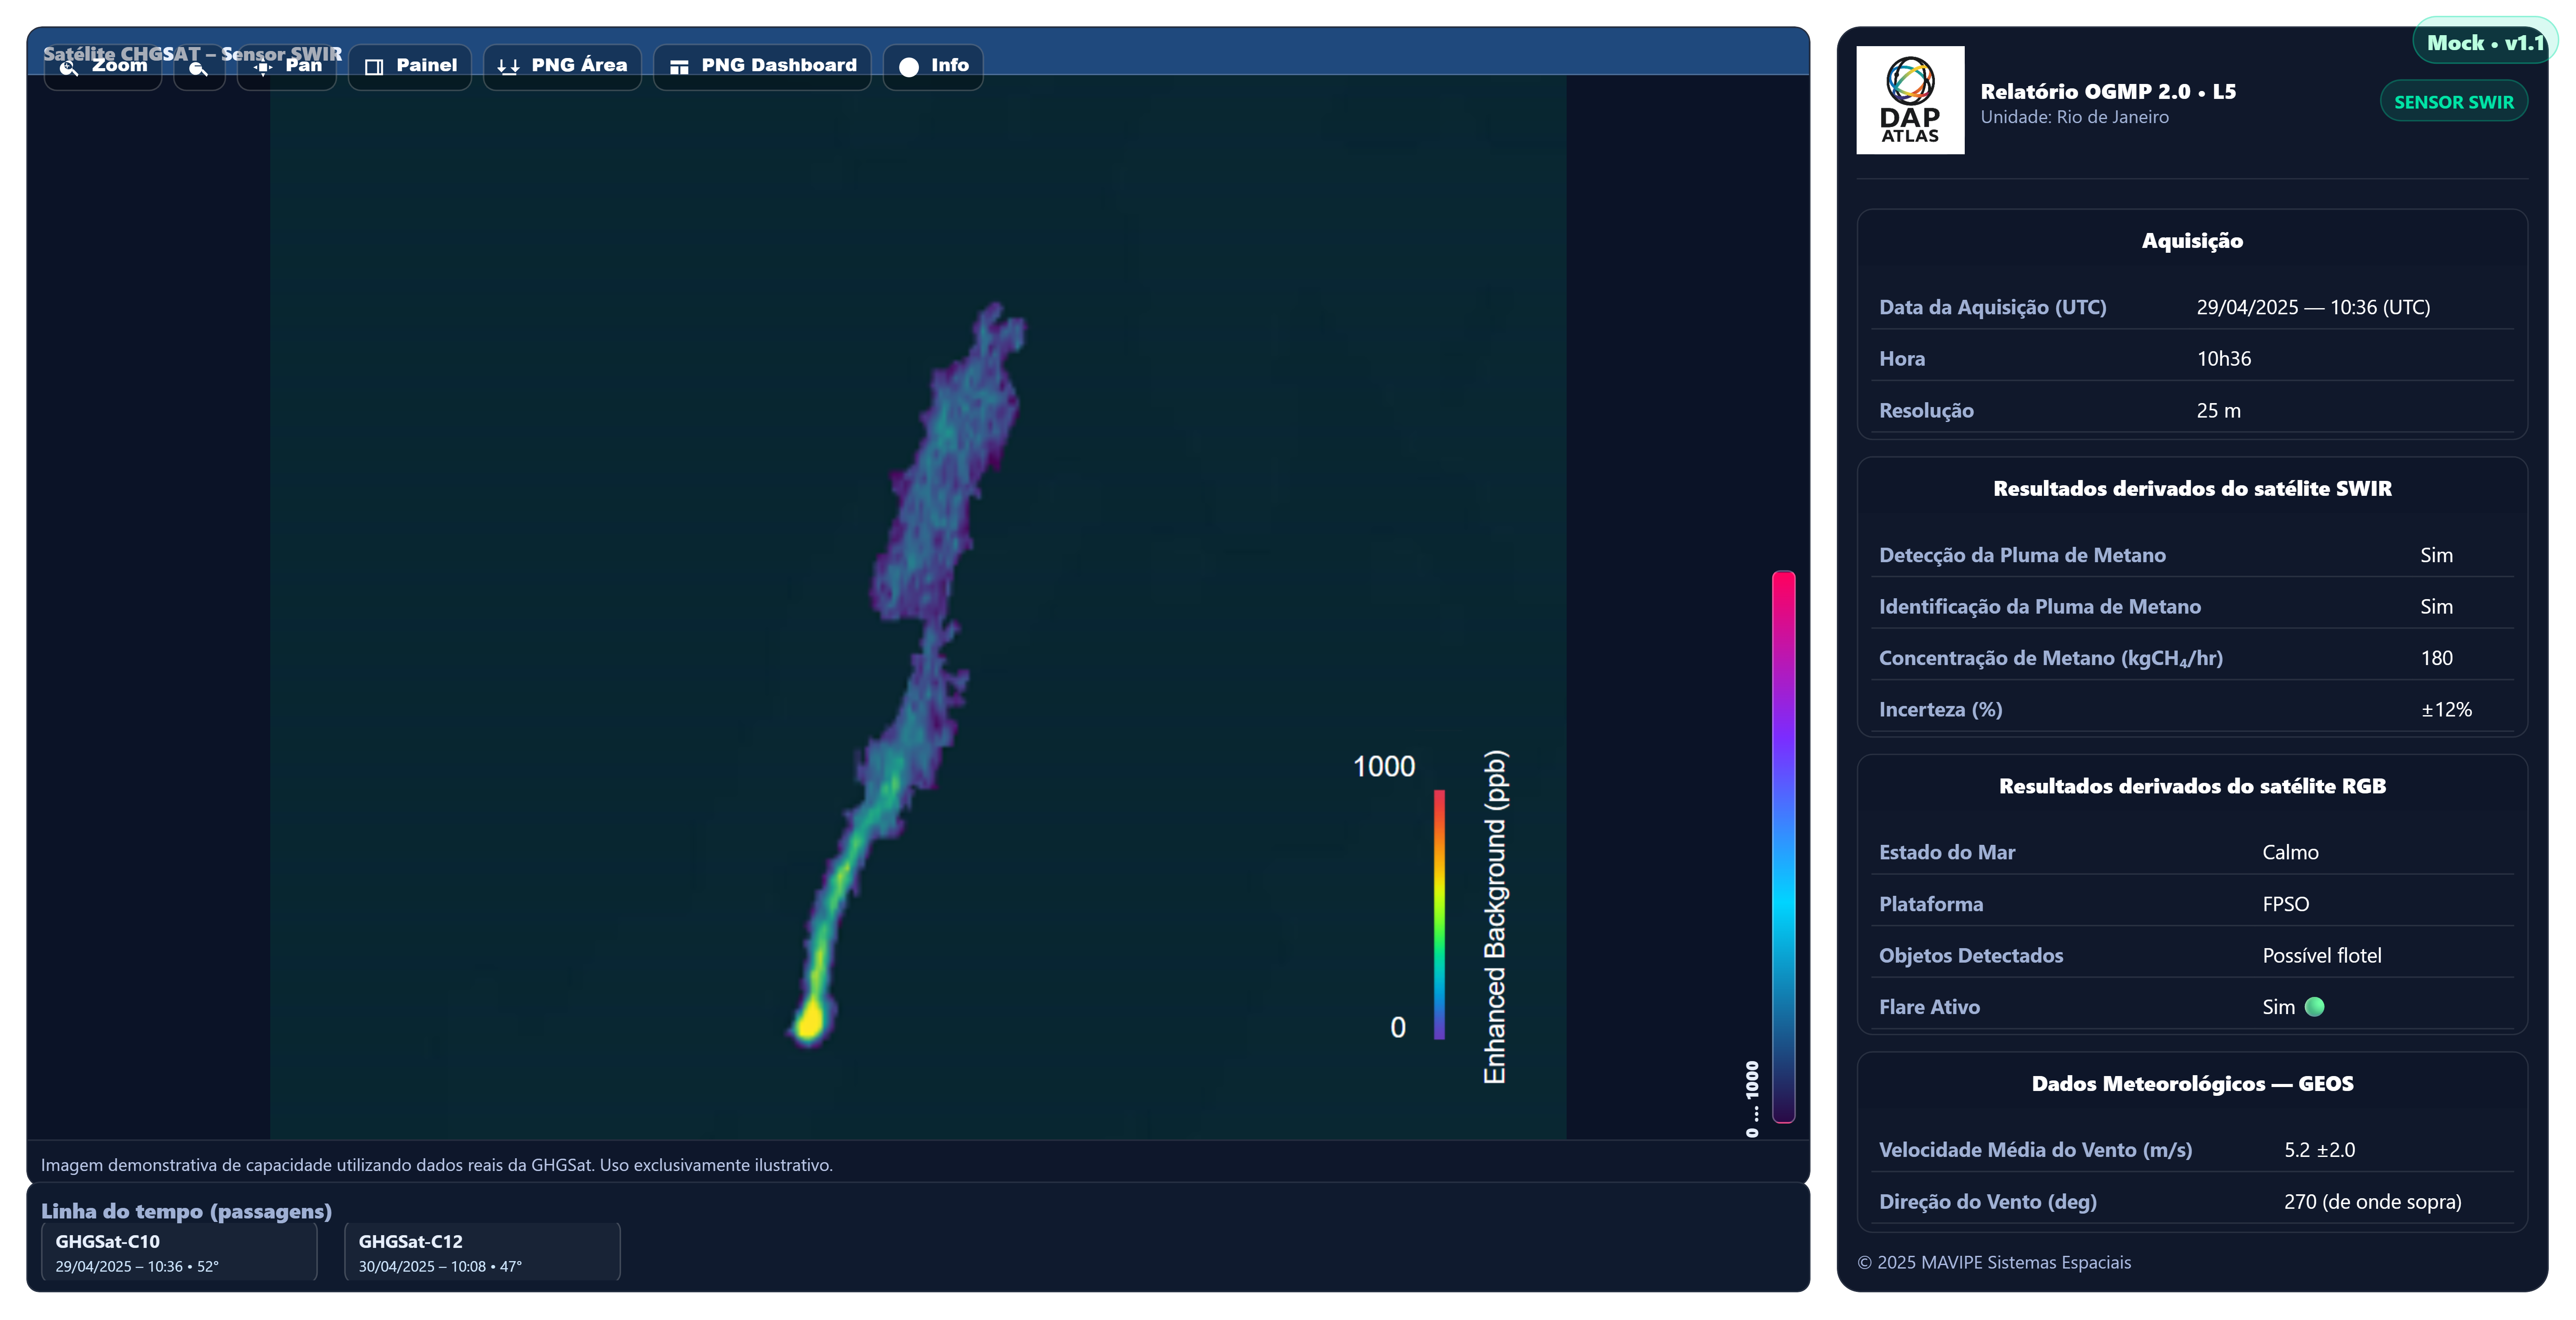 Satélite CHGSAT – Sensor SWIR
Zoom
Pan
Painel
PNG Área
PNG Dashboard
Info
1000
0
Enhanced Background (ppb)
0 ... 1000
Imagem demonstrativa de capacidade utilizando dados reais da GHGSat. Uso exclusivamente ilustrativo.
Linha do tempo (passagens)
GHGSat-C10
29/04/2025 – 10:36 • 52°
GHGSat-C12
30/04/2025 – 10:08 • 47°
Mock • v1.1
DAP
ATLAS
Relatório OGMP 2.0 • L5
Unidade: Rio de Janeiro
SENSOR SWIR
Aquisição
Data da Aquisição (UTC) 29/04/2025 — 10:36 (UTC)
Hora 10h36
Resolução 25 m
Resultados derivados do satélite SWIR
Detecção da Pluma de Metano Sim
Identificação da Pluma de Metano Sim
Concentração de Metano (kgCH₄/hr) 180
Incerteza (%) ±12%
Resultados derivados do satélite RGB
Estado do Mar Calmo
Plataforma FPSO
Objetos Detectados Possível flotel
Flare Ativo Sim
Dados Meteorológicos — GEOS
Velocidade Média do Vento (m/s) 5.2 ±2.0
Direção do Vento (deg) 270 (de onde sopra)
© 2025 MAVIPE Sistemas Espaciais